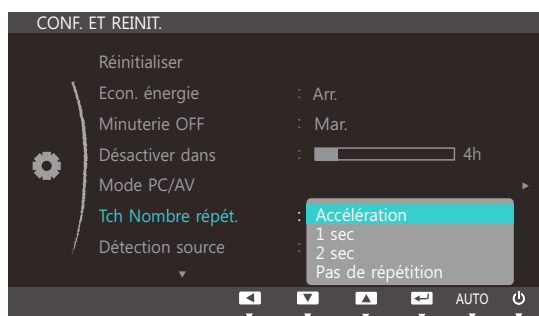 CONF. ET REINIT.
Réinitialiser
Econ. énergie : Arr.
Minuterie OFF : Mar.
Désactiver dans : 4h
Mode PC/AV
Tch Nombre répét. : Accélération
1 sec
2 sec
Pas de répétition
Détection source :
AUTO